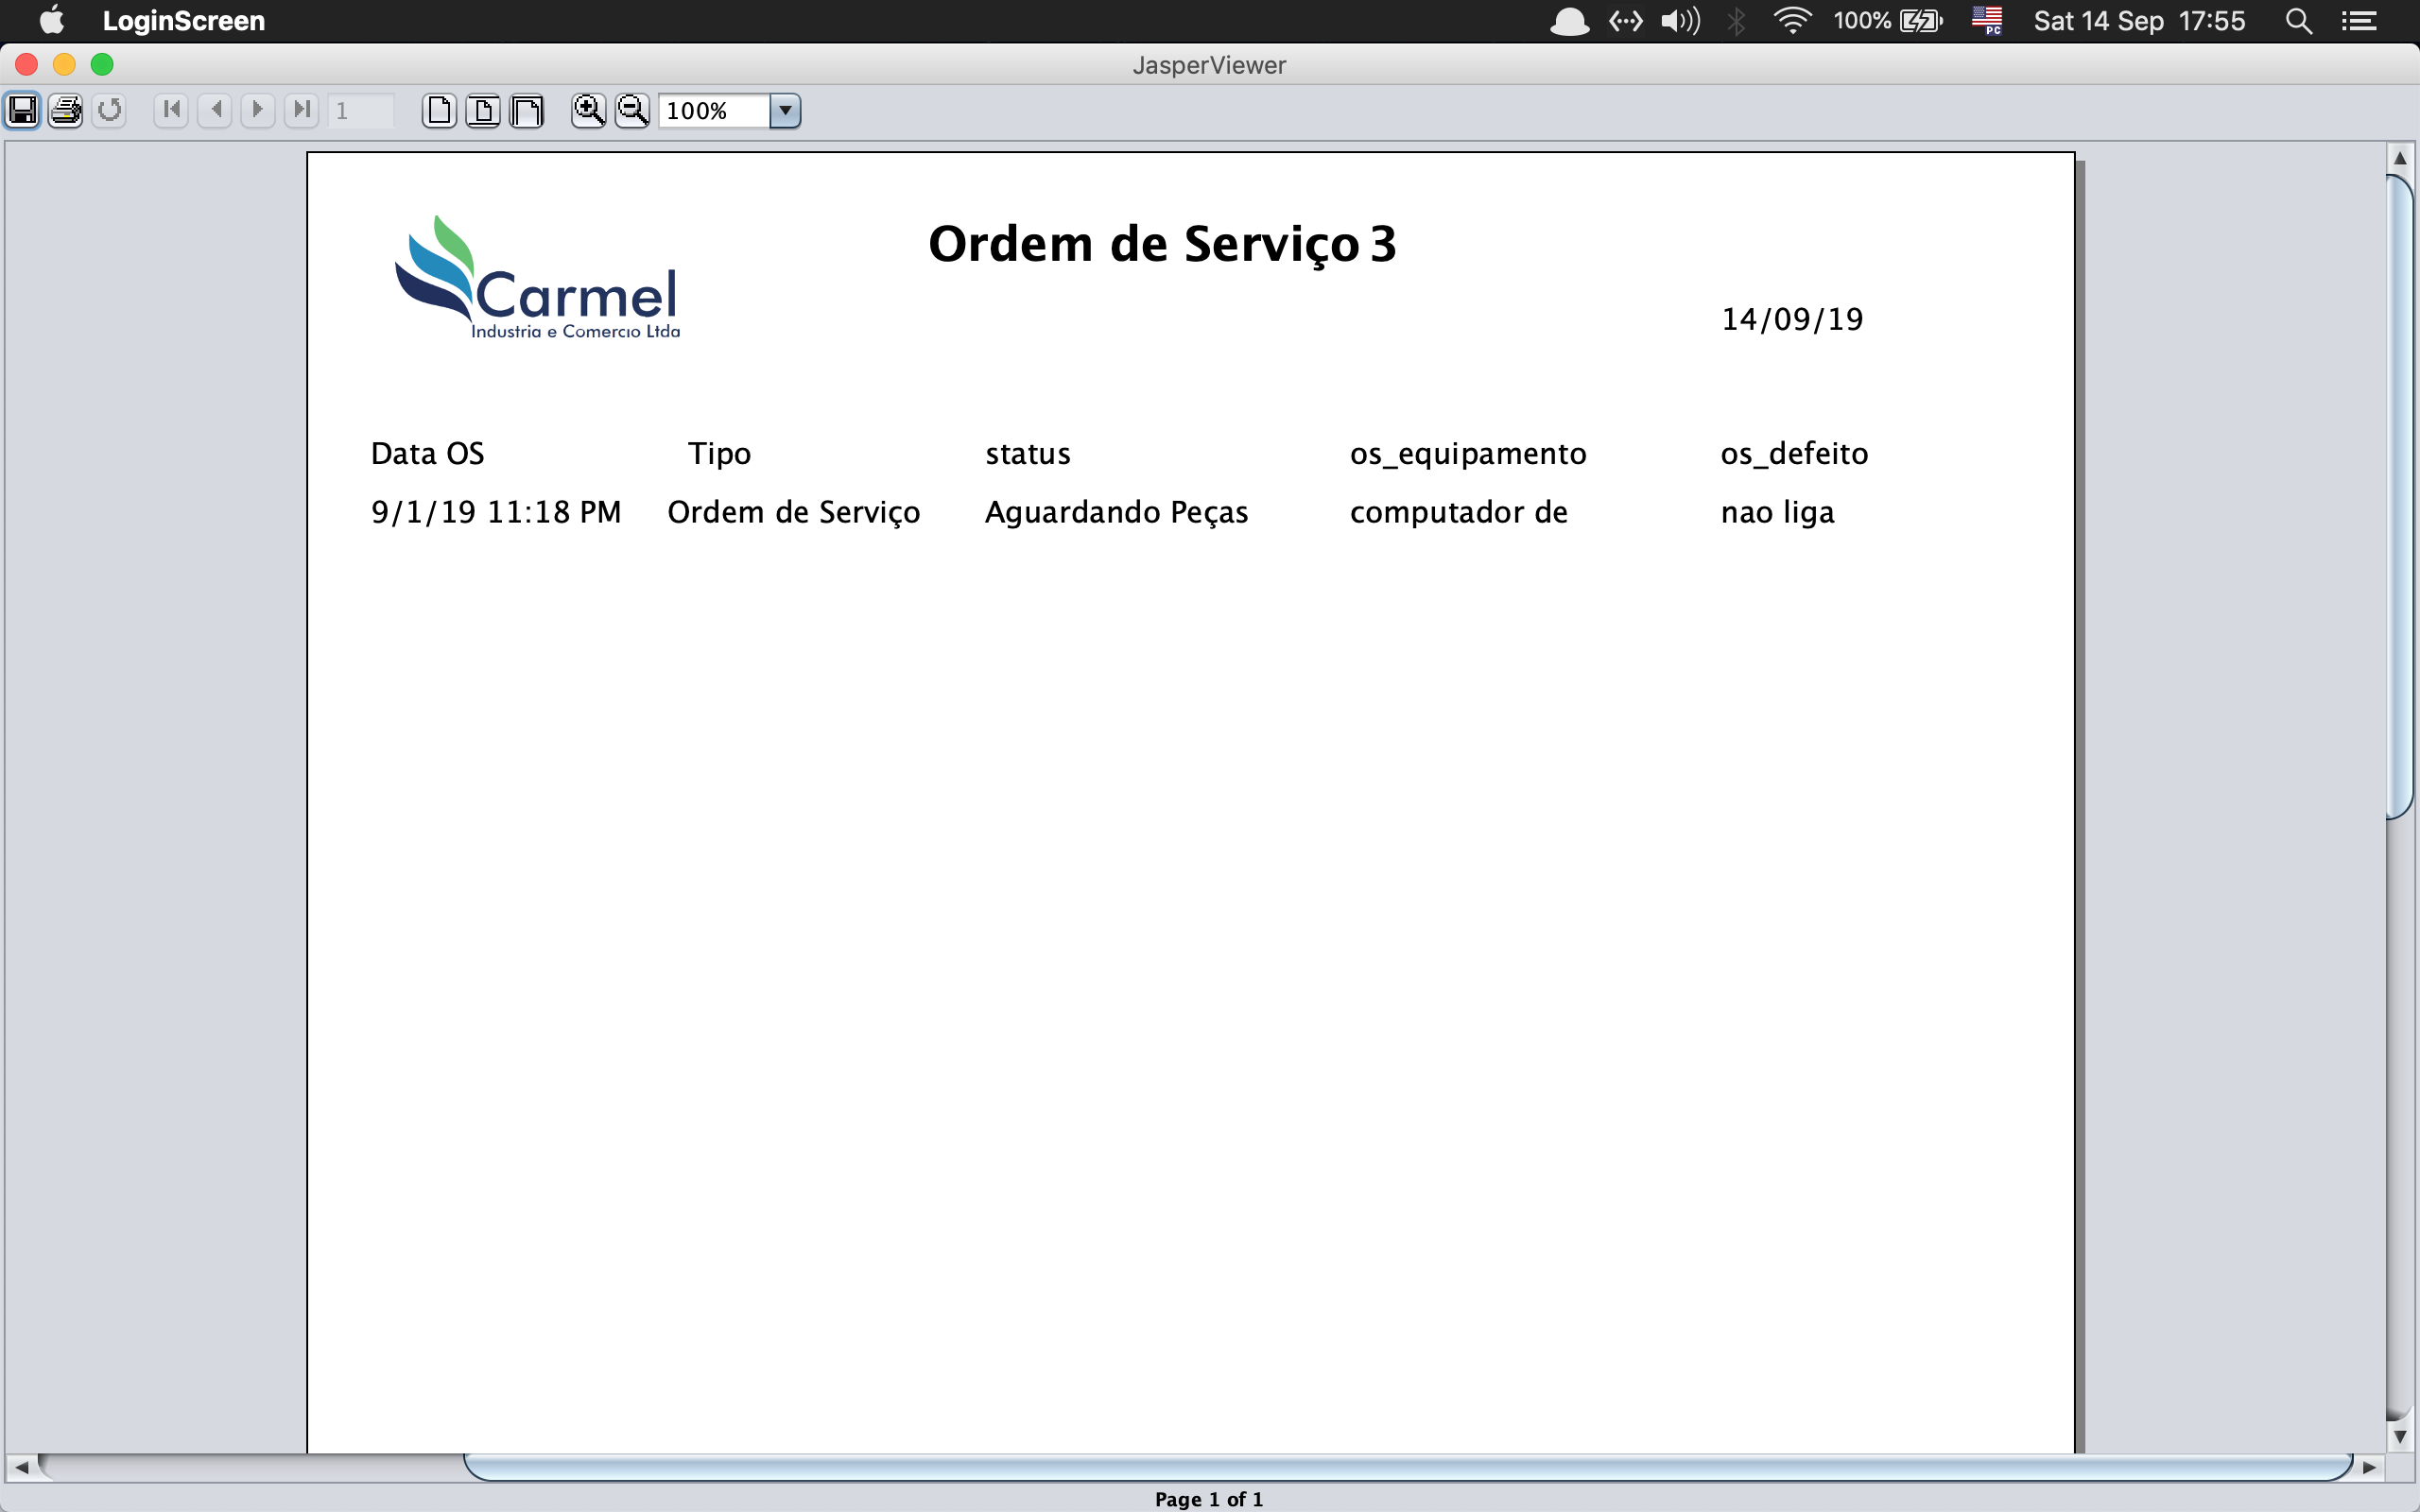 LoginScreen 100% PC Sat 14 Sep 17:55
JasperViewer
1 100%
Ordem de Serviço 3
Carmel
Industria e Comercio Ltda
14/09/19
Data OS Tipo status os_equipamento os_defeito
9/1/19 11:18 PM Ordem de Serviço Aguardando Peças computador de nao liga
Page 1 of 1